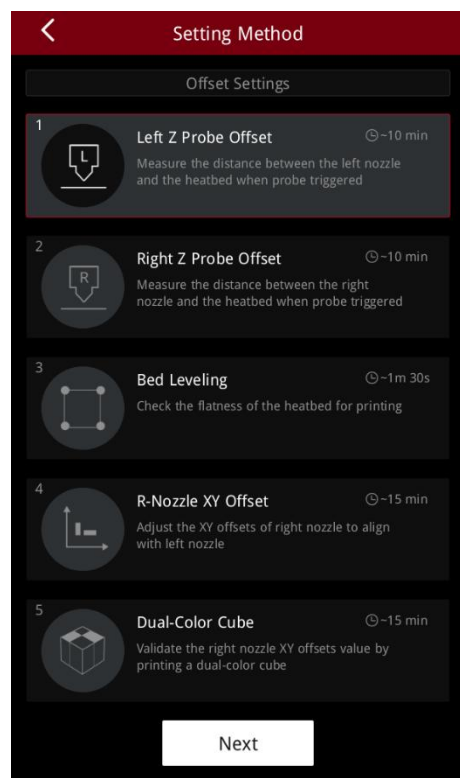 Setting Method
Offset Settings
1
L
Left Z Probe Offset
~10 min
Measure the distance between the left nozzle
and the heatbed when probe triggered
2
R
Right Z Probe Offset
~10 min
Measure the distance between the right
nozzle and the heatbed when probe triggered
3
Bed Leveling
~1m 30s
Check the flatness of the heatbed for printing
4
R-Nozzle XY Offset
~15 min
Adjust the XY offsets of right nozzle to align
with left nozzle
5
Dual-Color Cube
~15 min
Validate the right nozzle XY offsets value by
printing a dual-color cube
Next